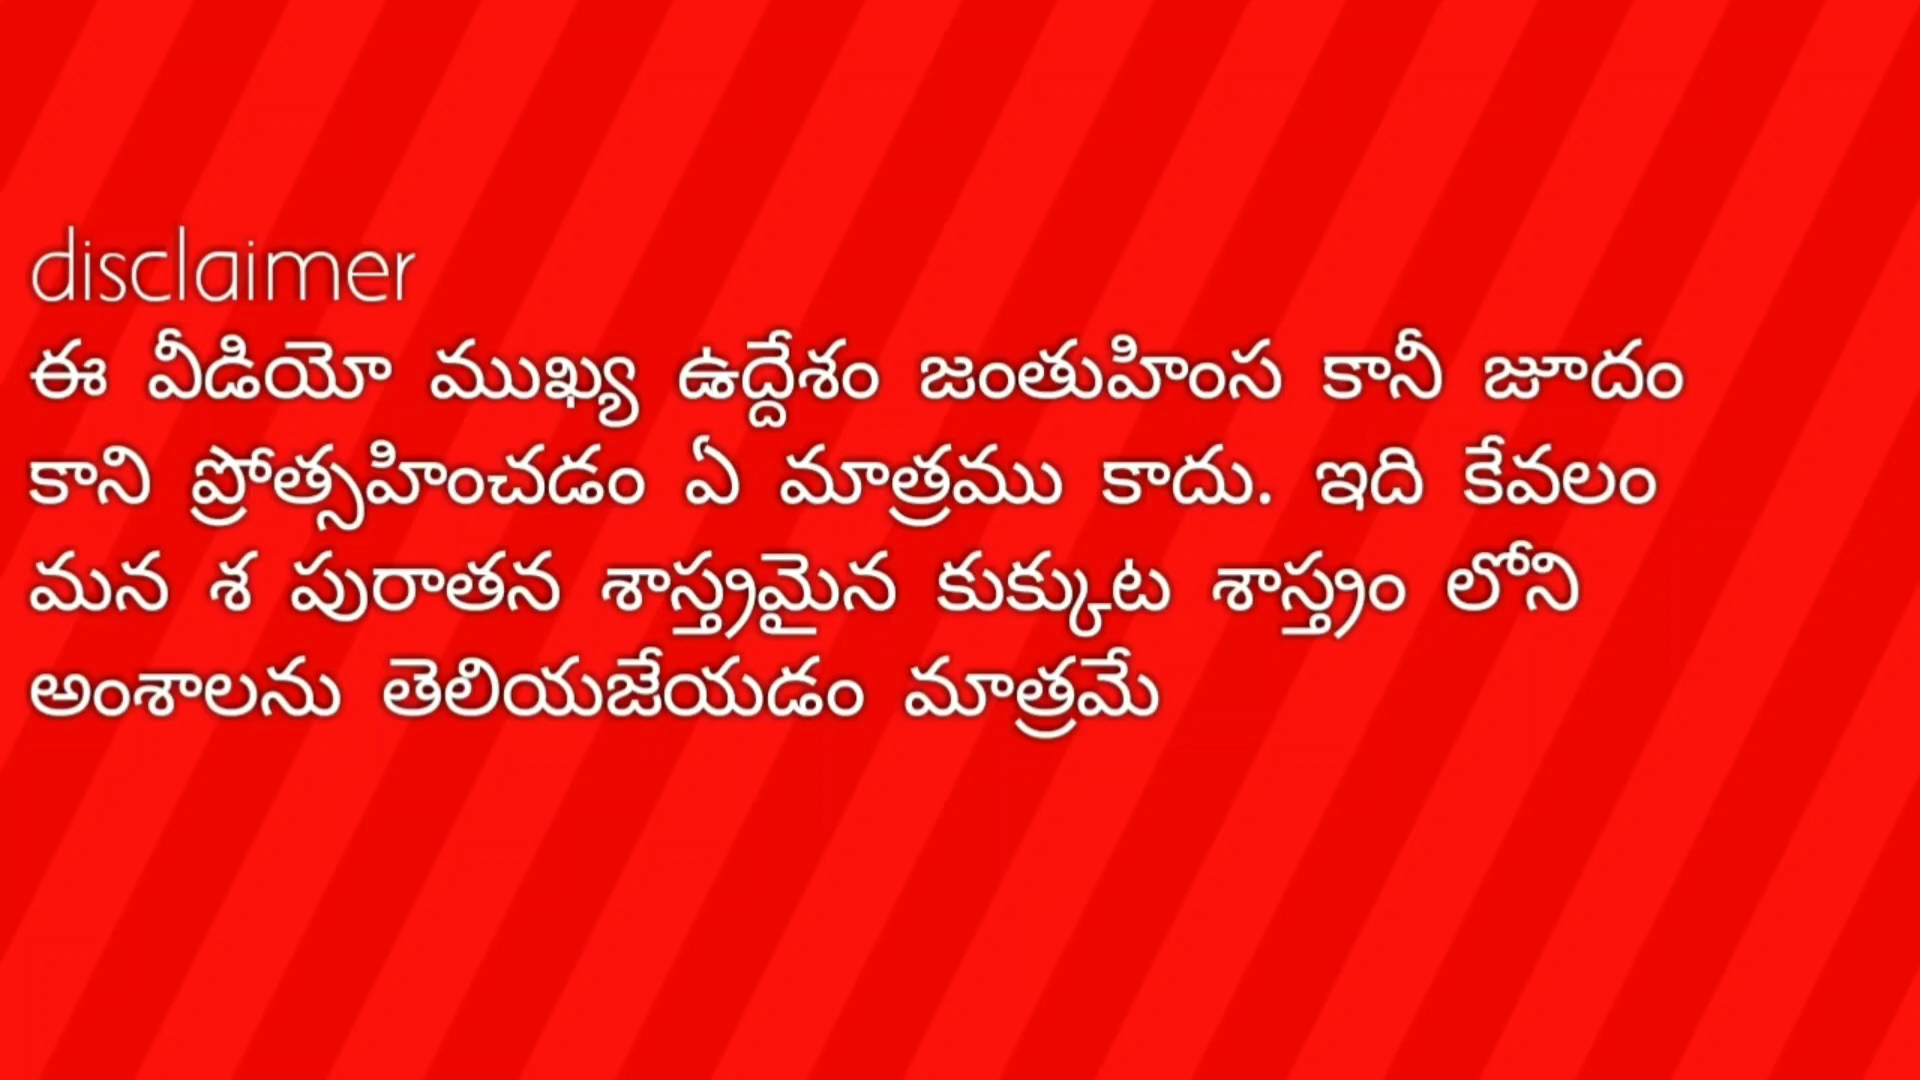 disclaimer
ఈ వీడియో ముఖ్య ఉద్దేశం జంతుహింస కానీ జూదం
కాని ప్రోత్సహించడం ఏ మాత్రము కాదు. ఇది కేవలం
మన శ పురాతన శాస్త్రమైన కుక్కుట శాస్త్రం లోని
అంశాలను తెలియజేయడం మాత్రమే